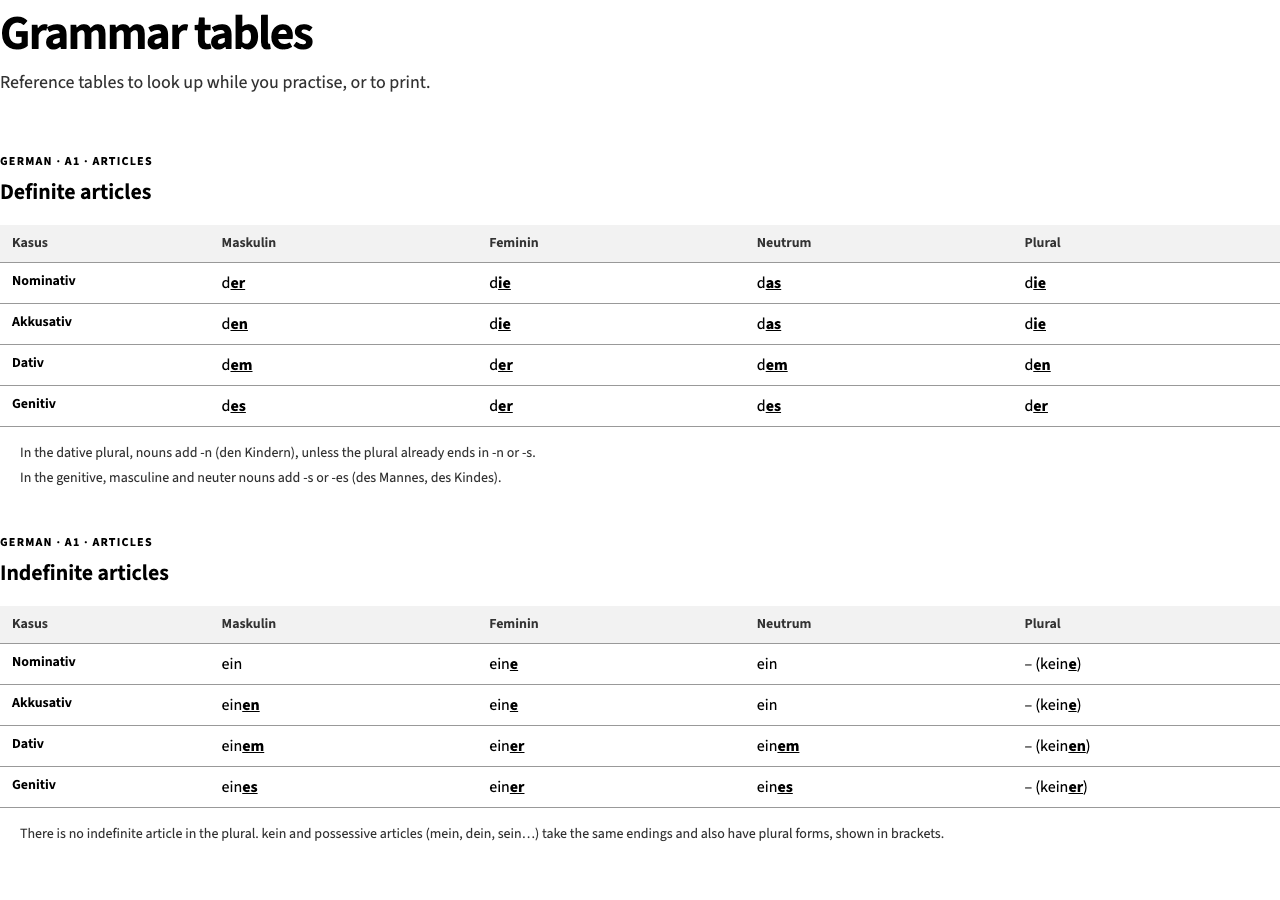 Grammar tables
Reference tables to look up while you practise, or to print.
GERMAN · A1 · ARTICLES
Definite articles
Kasus Maskulin Feminin Neutrum Plural
Nominativ der die das die
Akkusativ den die das die
Dativ dem der dem den
Genitiv des der des der
In the dative plural, nouns add -n (den Kindern), unless the plural already ends in -n or -s.
In the genitive, masculine and neuter nouns add -s or -es (des Mannes, des Kindes).
GERMAN · A1 · ARTICLES
Indefinite articles
Kasus Maskulin Feminin Neutrum Plural
Nominativ ein eine ein – (keine)
Akkusativ einen eine ein – (keine)
Dativ einem einer einem – (keinen)
Genitiv eines einer eines – (keiner)
There is no indefinite article in the plural. kein and possessive articles (mein, dein, sein…) take the same endings and also have plural forms, shown in brackets.